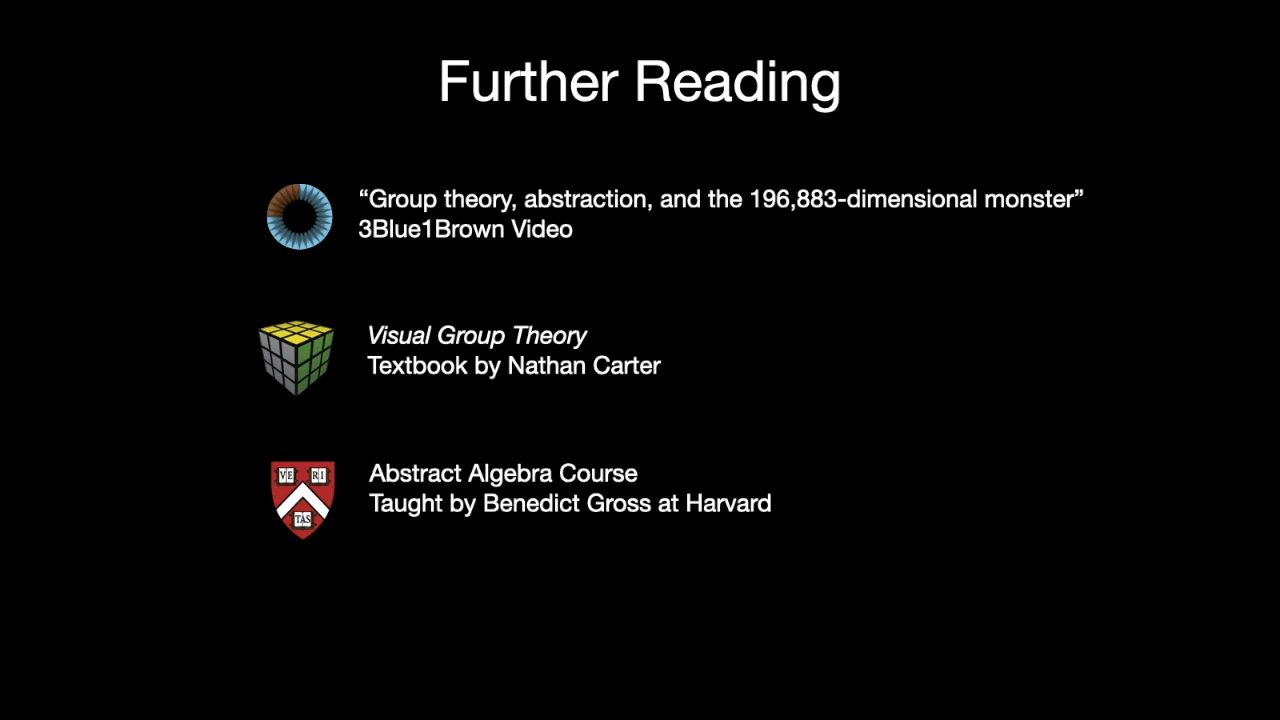 Further Reading
“Group theory, abstraction, and the 196,883-dimensional monster”
3Blue1Brown Video
Visual Group Theory
Textbook by Nathan Carter
VE RI
TAS
Abstract Algebra Course
Taught by Benedict Gross at Harvard